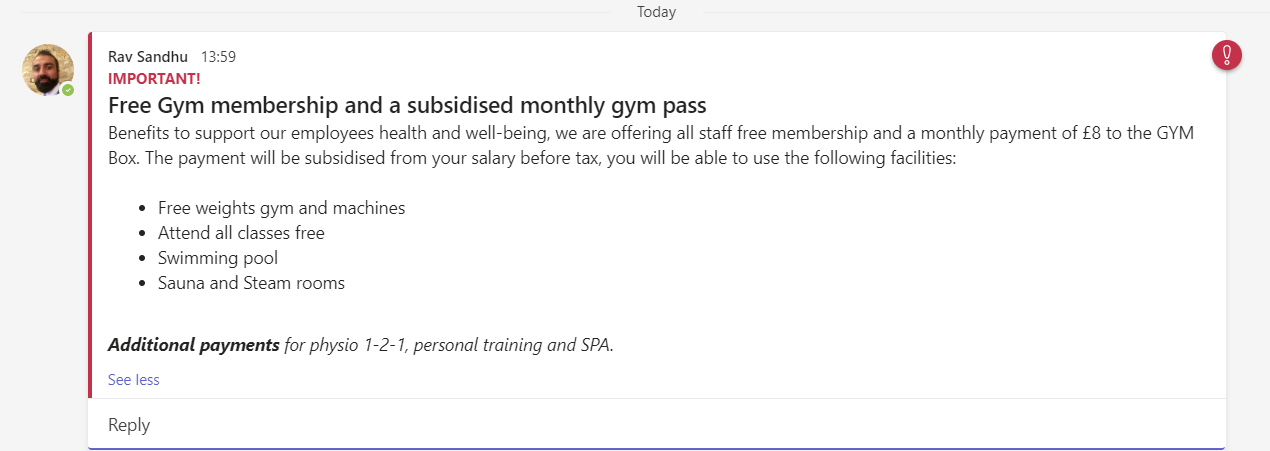 Today
Rav Sandhu 13:59
IMPORTANT!
Free Gym membership and a subsidised monthly gym pass
Benefits to support our employees health and well-being, we are offering all staff free membership and a monthly payment of £8 to the GYM
Box. The payment will be subsidised from your salary before tax, you will be able to use the following facilities:
• Free weights gym and machines
• Attend all classes free
• Swimming pool
• Sauna and Steam rooms
Additional payments for physio 1-2-1, personal training and SPA.
See less
Reply